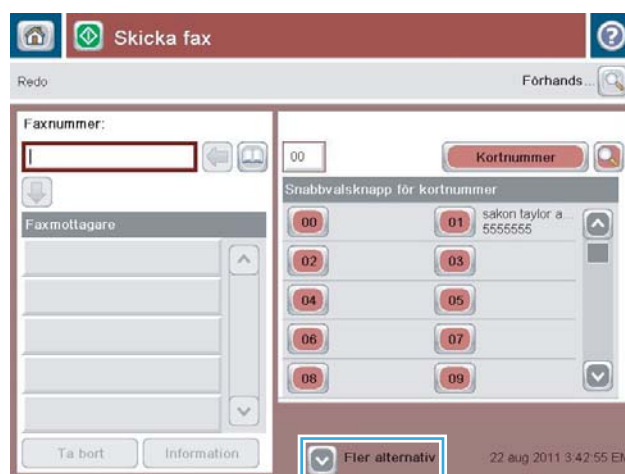 Skicka fax
Redo
Förhands...
Faxnummer:
00
Kortnummer
Snabbvalsknapp för kortnummer
Faxmottagare
00
01 sakon taylor a...
5555555
02 03
04 05
06 07
08 09
Ta bort Information
Fler alternativ
22 aug 2011 3:42:55 EM